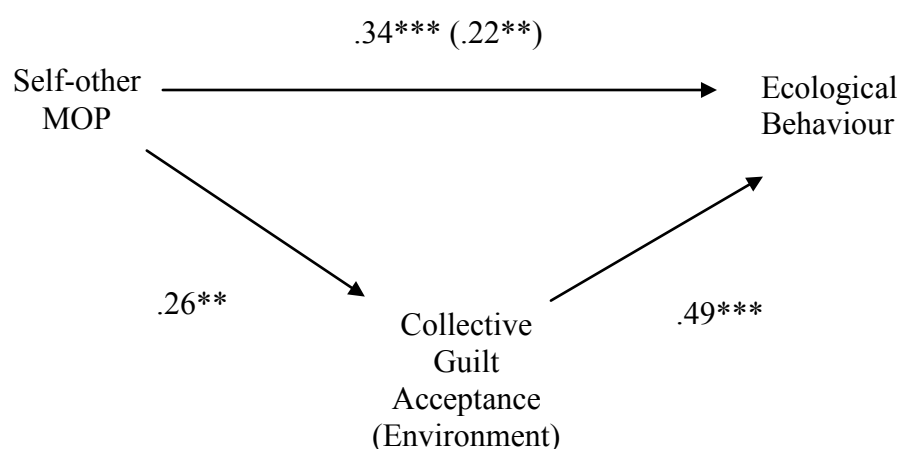 .34*** (.22**)
Self-other
MOP
Ecological
Behaviour
.26**
.49***
Collective
Guilt
Acceptance
(Environment)